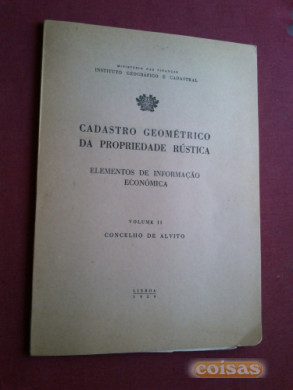 MINISTÉRIO DAS FINANÇAS
INSTITUTO GEOGRÁFICO E CADASTRAL
CADASTRO GEOMÉTRICO
DA PROPRIEDADE RÚSTICA
ELEMENTOS DE INFORMAÇÃO
ECONÓMICA
VOLUME II
CONCELHO DE ALVITO
LISBOA
coisas